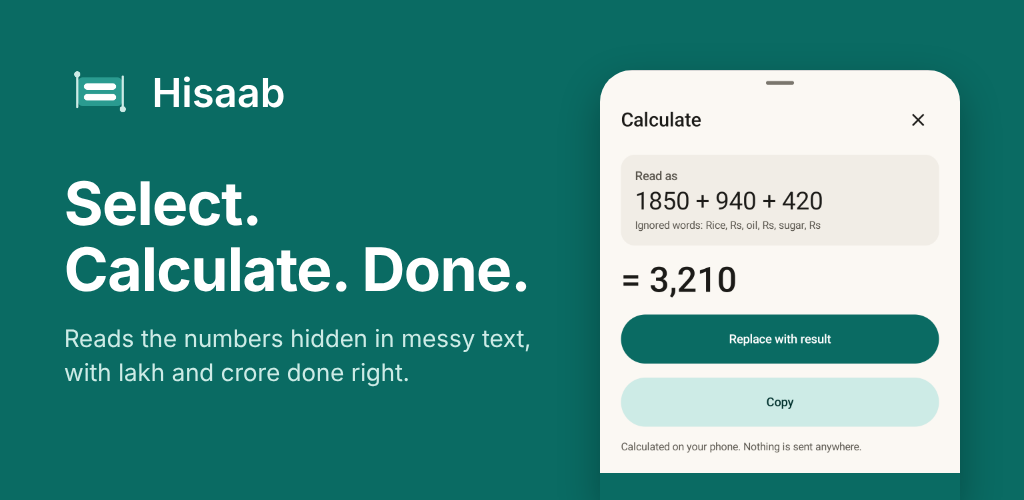 Hisaab
Select.
Calculate. Done.
Reads the numbers hidden in messy text,
with lakh and crore done right.
Calculate
Read as
1850 + 940 + 420
Ignored words: Rice, Rs, oil, Rs, sugar, Rs
= 3,210
Replace with result
Copy
Calculated on your phone. Nothing is sent anywhere.